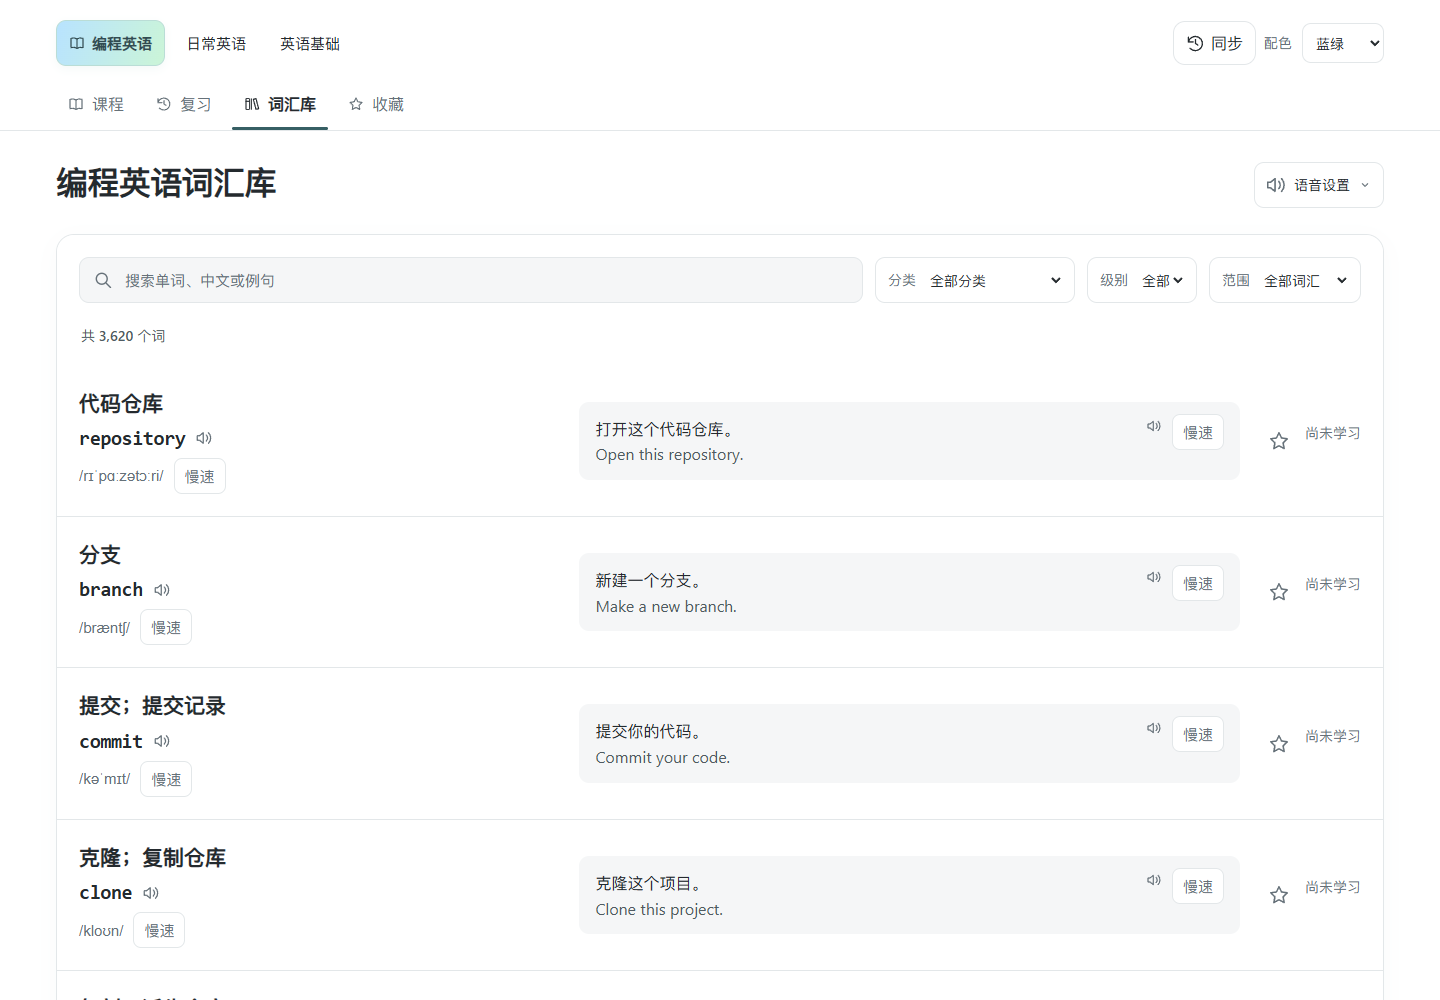 编程英语 日常英语 英语基础 同步 配色 蓝绿
课程 复习 词汇库 收藏
编程英语词汇库
语音设置
搜索单词、中文或例句 分类 全部分类 级别 全部 范围 全部词汇
共 3,620 个词
代码仓库
repository
/rɪˈpɑːzətɔːri/ 慢速
打开这个代码仓库。
Open this repository.
慢速
尚未学习
分支
branch
/bræntʃ/ 慢速
新建一个分支。
Make a new branch.
慢速
尚未学习
提交；提交记录
commit
/kəˈmɪt/ 慢速
提交你的代码。
Commit your code.
慢速
尚未学习
克隆；复制仓库
clone
/kloʊn/ 慢速
克隆这个项目。
Clone this project.
慢速
尚未学习